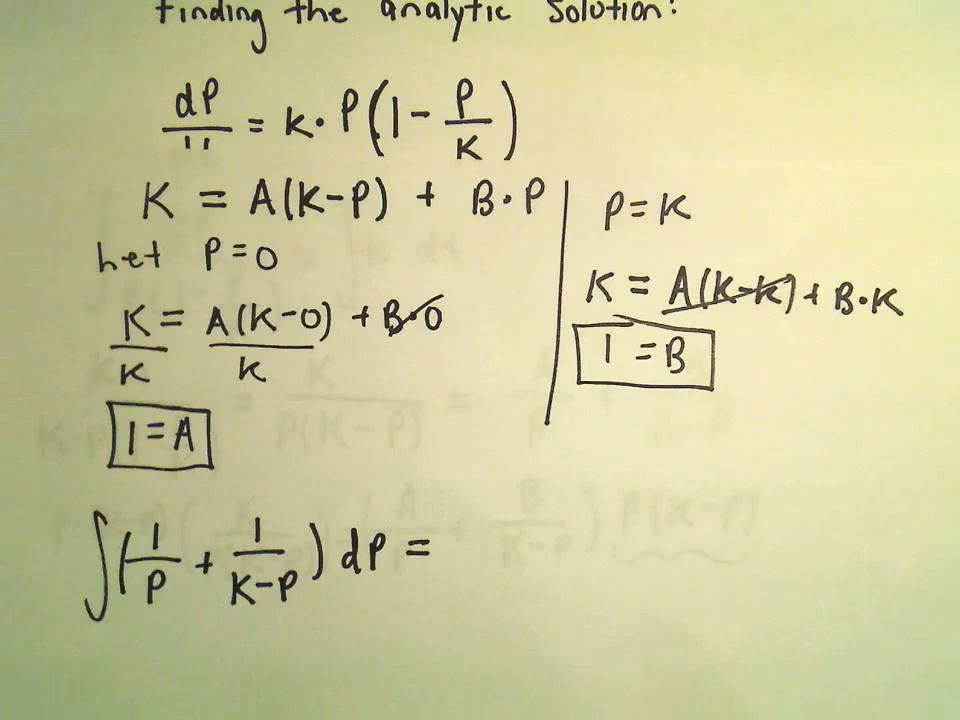 Finding the analytic solution:
dP/'' = k · P(1 - P/K)
K = A(K-P) + B·P
Let P=0
K/K = A(K-0)/K + B·0
1=A
P=K
K = A(K-K) + B·K
1 = B
∫(1/P + 1/(K-P)) dP =